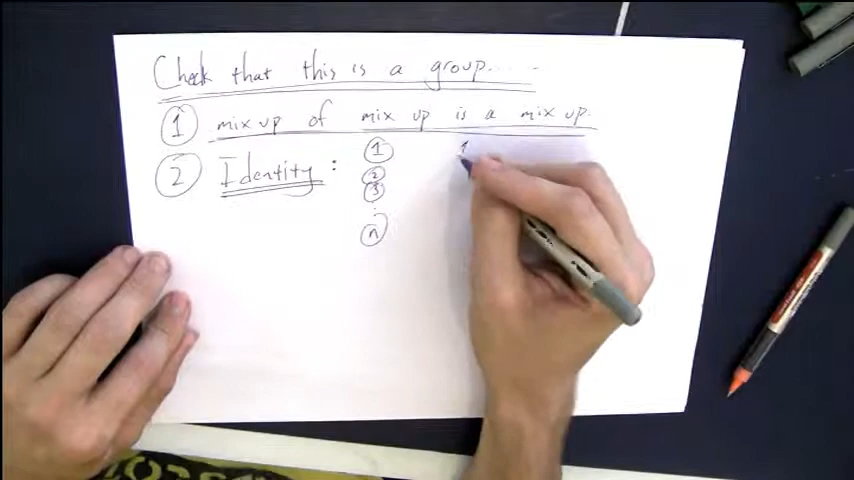 Check that this is a group......
1 mix up of mix up is a mix up.
2 Identity : 1 1
2
3
:
n